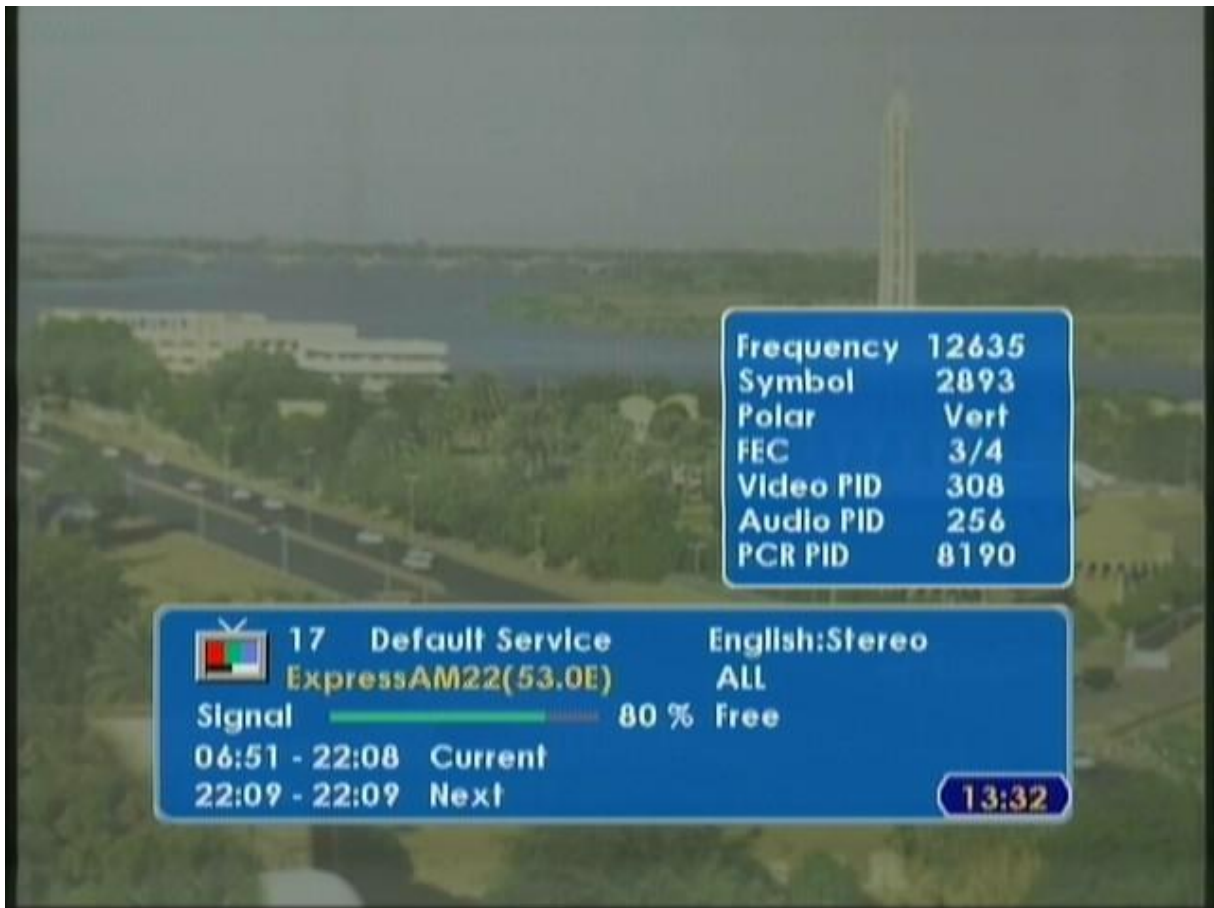 Frequency 12635
Symbol 2893
Polar Vert
FEC 3/4
Video PID 308
Audio PID 256
PCR PID 8190
17 Default Service English:Stereo
ExpressAM22(53.0E) ALL
Signal 80 % Free
06:51 - 22:08 Current
22:09 - 22:09 Next
13:32